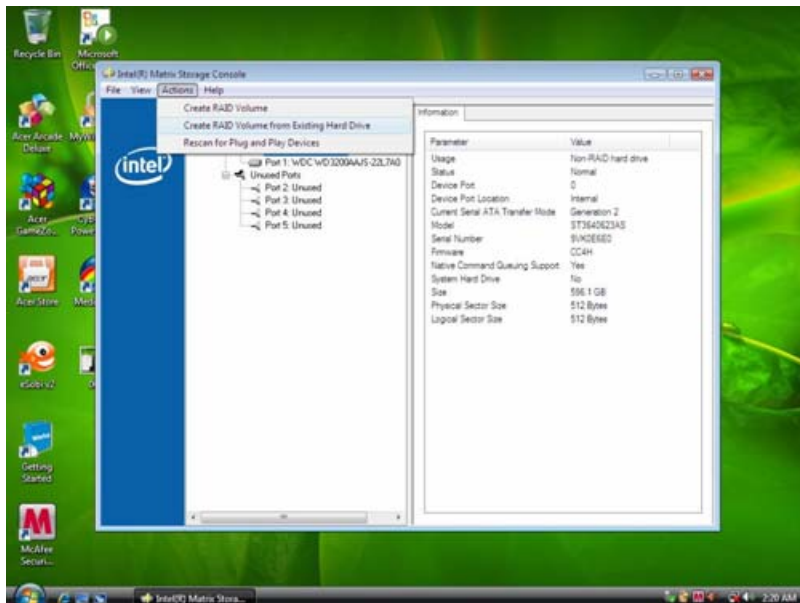 Recycle Bin
Microsoft
Office
Acer Arcade
Deluxe
Acer
GameZo...
Acer Store
eSobi v2
Getting
Started
McAfee
Securi...
Intel(R) Matrix Storage Console
File View Actions Help
Create RAID Volume
Create RAID Volume from Existing Hard Drive
Rescan for Plug and Play Devices
intel
Port 1: WDC WD3200AAJS-22L7A0
Unused Ports
Port 2: Unused
Port 3: Unused
Port 4: Unused
Port 5: Unused
Information
Parameter Value
Usage Non-RAID hard drive
Status Normal
Device Port 0
Device Port Location Internal
Current Serial ATA Transfer Mode Generation 2
Model ST3640623AS
Serial Number
Firmware CC4H
Native Command Queuing Support Yes
System Hard Drive No
Size 596.1 GB
Physical Sector Size 512 Bytes
Logical Sector Size 512 Bytes
Intel(R) Matrix Stora...
2:20 AM